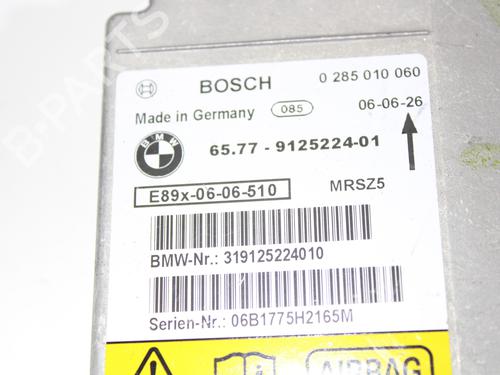 BOSCH 0 285 010 060
Made in Germany 085 06-06-26
BMW 65.77 - 9125224-01
E89x-06-06-510 MRSZ5
BMW-Nr.: 319125224010
Serien-Nr.: 06B1775H2165M
AIRBAG
B-PARTS